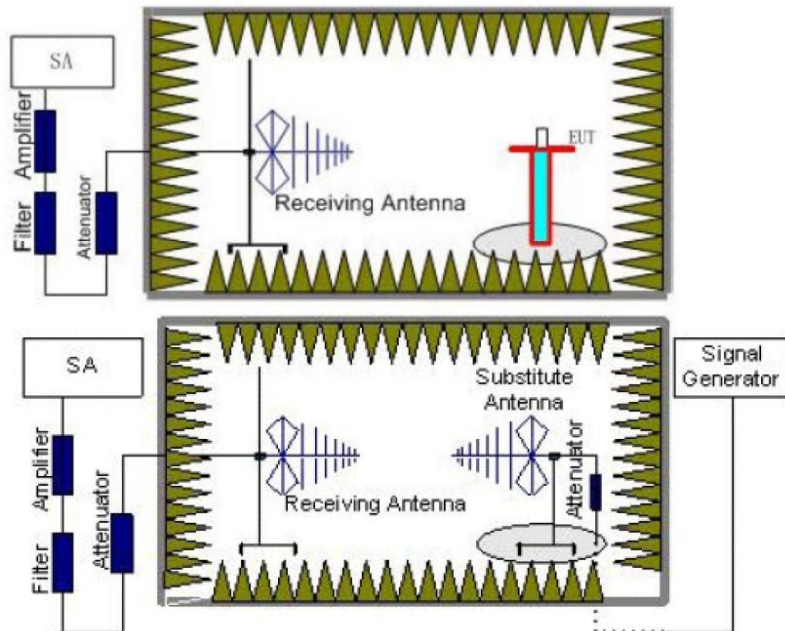 SA
Amplifier
Filter
Attenuator
Receiving Antenna
EUT
SA
Amplifier
Filter
Attenuator
Receiving Antenna
Substitute
Antenna
Attenuator
Signal
Generator